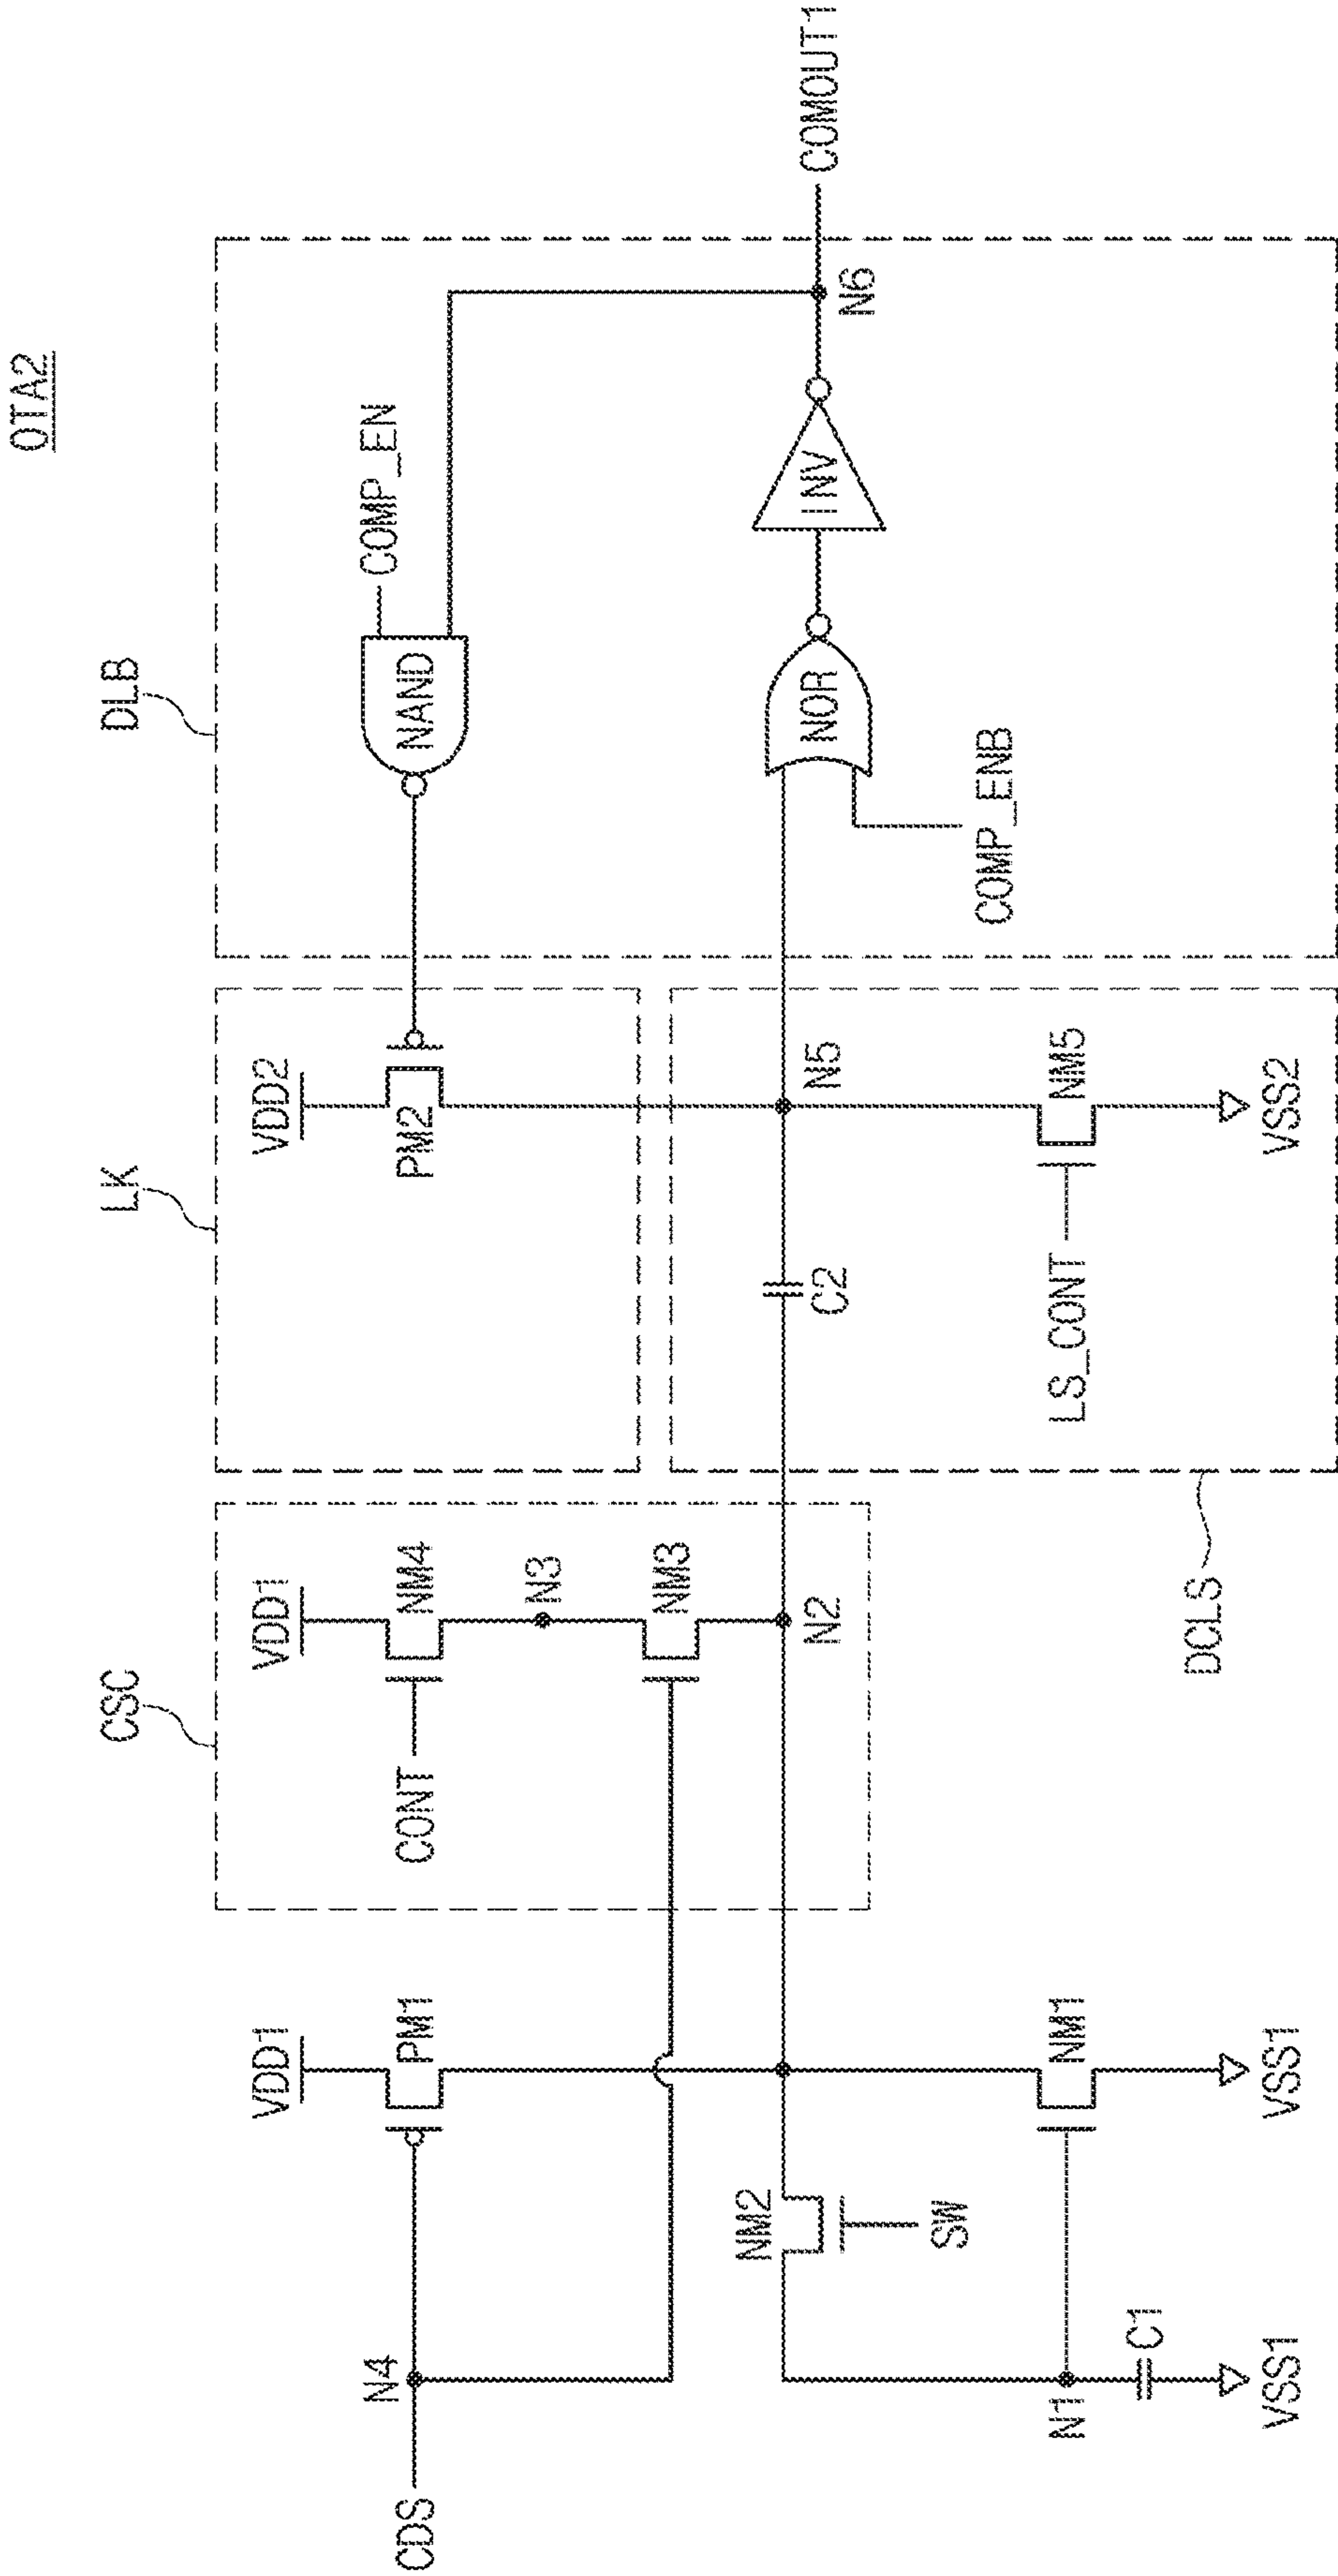 OTA2
CSC
LK
DLB
VDD1
VDD1
VDD2
CDS
N4
PM1
CONT
NM4
N3
NM3
PM2
NAND
COMP_EN
NM2
SW
N2
C2
N5
NOR
INV
N6
COMOUT1
COMP_ENB
N1
C1
NM1
LS_CONT
NM5
VSS1
VSS1
VSS2
DCLS